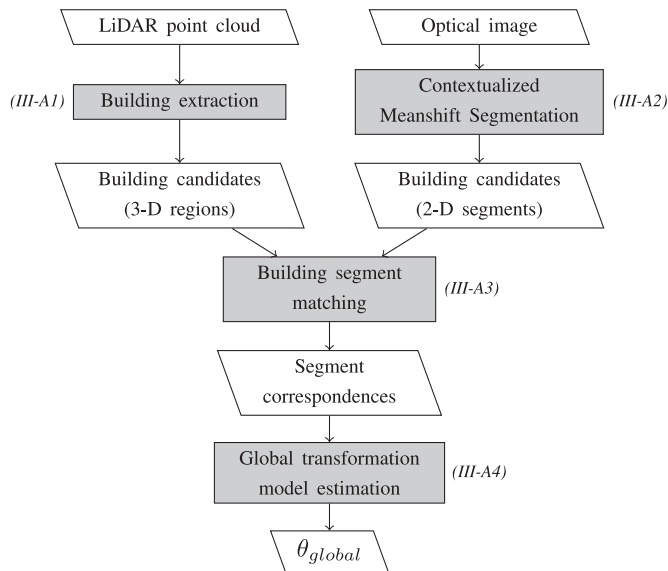 LiDAR point cloud
Optical image
(III-A1)
Building extraction
Contextualized
Meanshift Segmentation
(III-A2)
Building candidates
(3-D regions)
Building candidates
(2-D segments)
Building segment
matching
(III-A3)
Segment
correspondences
Global transformation
model estimation
(III-A4)
θ_global